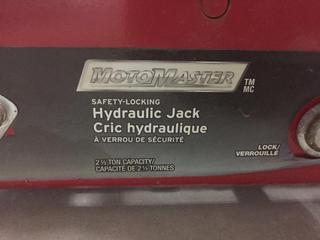 MOTOMASTER
TM
MC
SAFETY-LOCKING
Hydraulic Jack
Cric hydraulique
À VERROU DE SÉCURITÉ
LOCK/
VERROUILLÉ
2½ TON CAPACITY/
CAPACITÉ DE 2½ TONNES